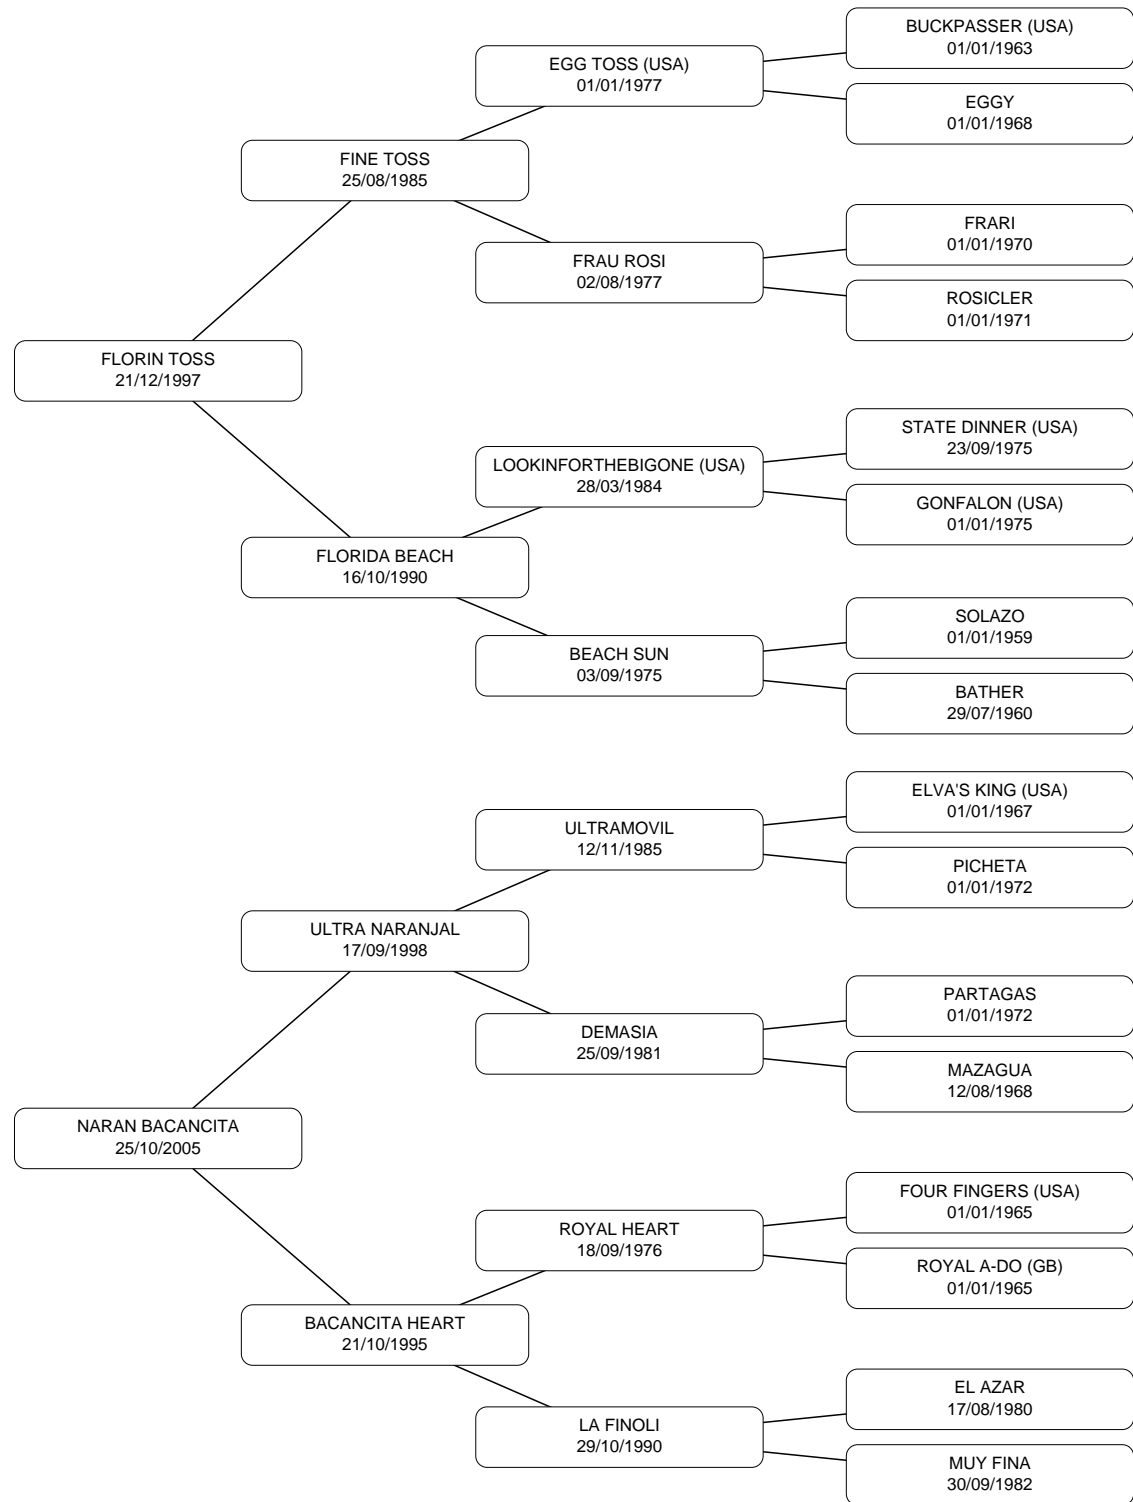 BUCKPASSER (USA)
01/01/1963
EGG TOSS (USA)
01/01/1977
EGGY
01/01/1968
FINE TOSS
25/08/1985
FRARI
01/01/1970
FRAU ROSI
02/08/1977
ROSICLER
01/01/1971
FLORIN TOSS
21/12/1997
STATE DINNER (USA)
23/09/1975
LOOKINFORTHEBIGONE (USA)
28/03/1984
GONFALON (USA)
01/01/1975
FLORIDA BEACH
16/10/1990
SOLAZO
01/01/1959
BEACH SUN
03/09/1975
BATHER
29/07/1960
ELVA'S KING (USA)
01/01/1967
ULTRAMOVIL
12/11/1985
PICHETA
01/01/1972
ULTRA NARANJAL
17/09/1998
PARTAGAS
01/01/1972
DEMASIA
25/09/1981
MAZAGUA
12/08/1968
NARAN BACANCITA
25/10/2005
FOUR FINGERS (USA)
01/01/1965
ROYAL HEART
18/09/1976
ROYAL A-DO (GB)
01/01/1965
BACANCITA HEART
21/10/1995
EL AZAR
17/08/1980
LA FINOLI
29/10/1990
MUY FINA
30/09/1982